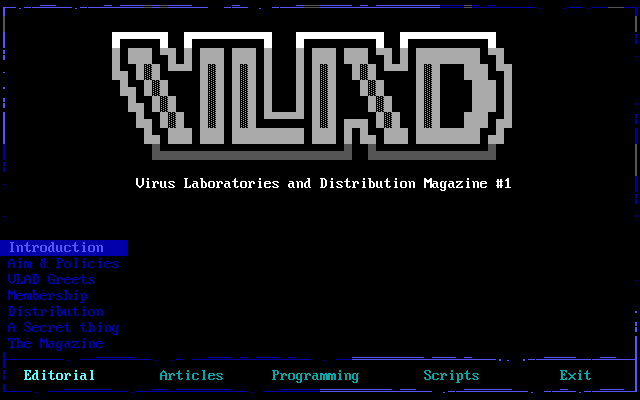 VLAD
Virus Laboratories and Distribution Magazine #1
Introduction
Aim & Policies
VLAD Greets
Membership
Distribution
A Secret thing
The Magazine
Editorial Articles Programming Scripts Exit